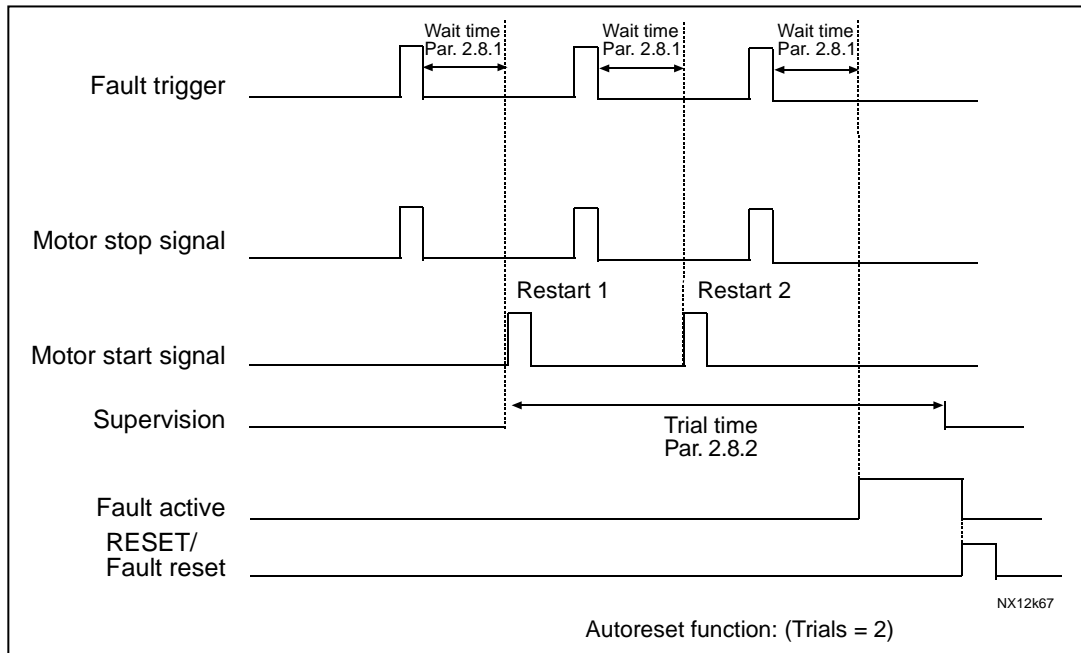 Wait time
Par. 2.8.1
Wait time
Par. 2.8.1
Wait time
Par. 2.8.1
Fault trigger
Motor stop signal
Restart 1
Restart 2
Motor start signal
Supervision
Trial time
Par. 2.8.2
Fault active
RESET/
Fault reset
NX12k67
Autoreset function: (Trials = 2)